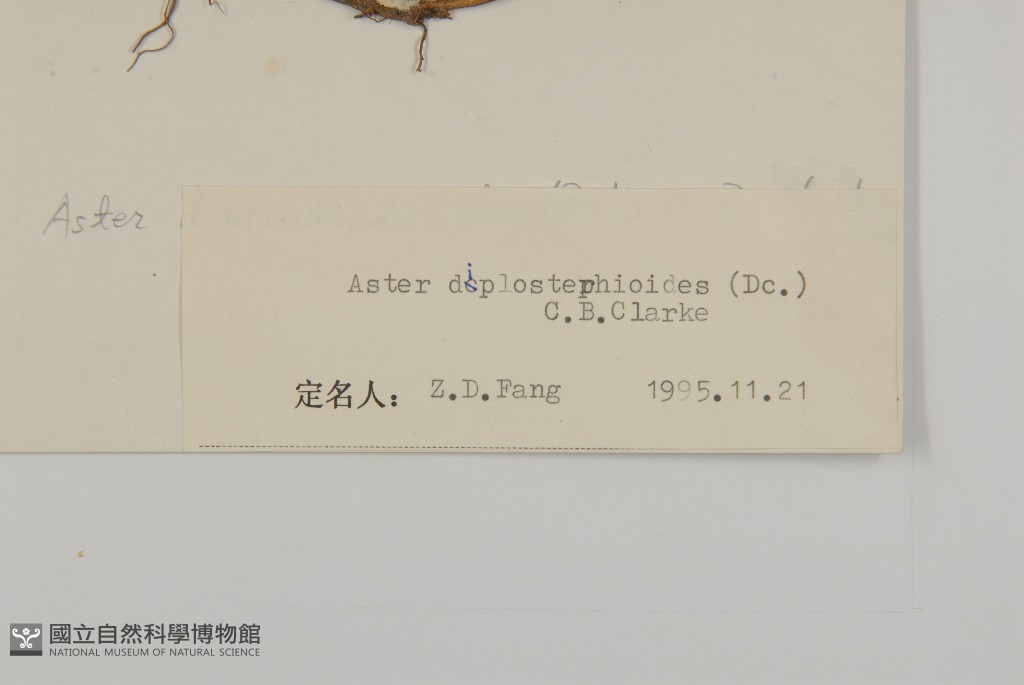 Aster
Aster diplostephioides (Dc.)
C.B.Clarke
定名人： Z.D.Fang 1995.11.21
國立自然科學博物館
NATIONAL MUSEUM OF NATURAL SCIENCE